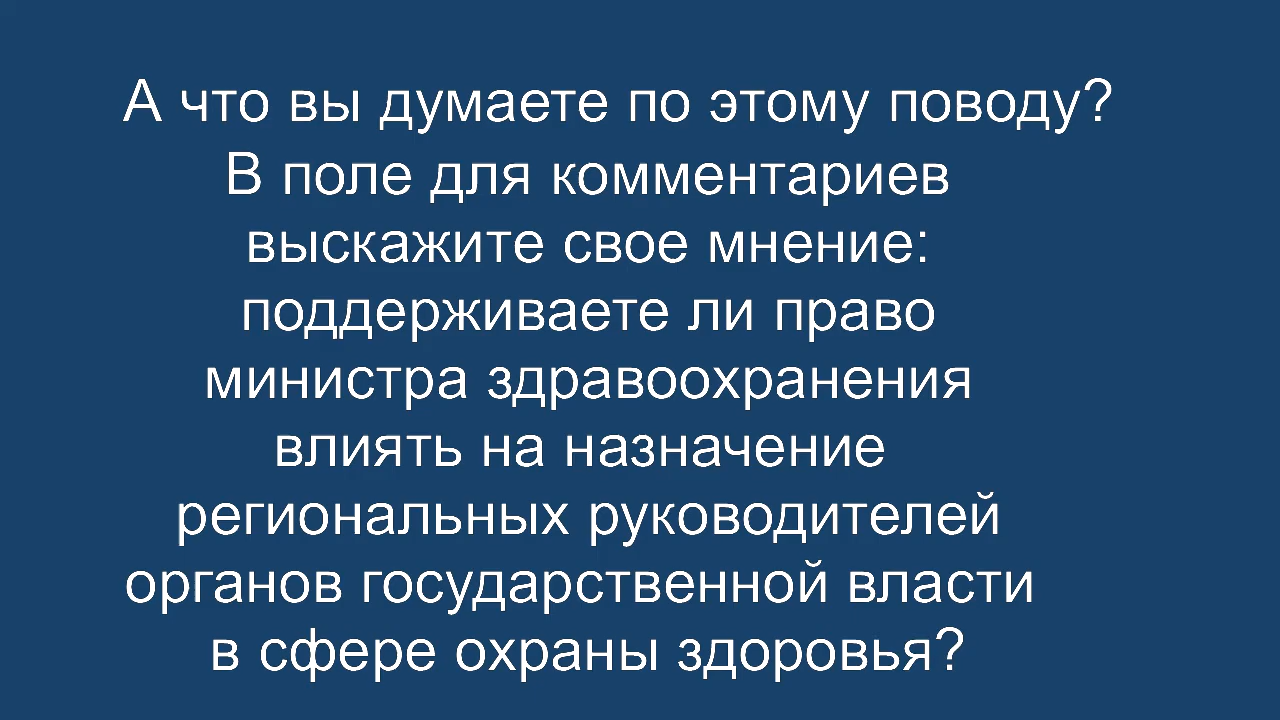 А что вы думаете по этому поводу?
В поле для комментариев
выскажите свое мнение:
поддерживаете ли право
министра здравоохранения
влиять на назначение
региональных руководителей
органов государственной власти
в сфере охраны здоровья?